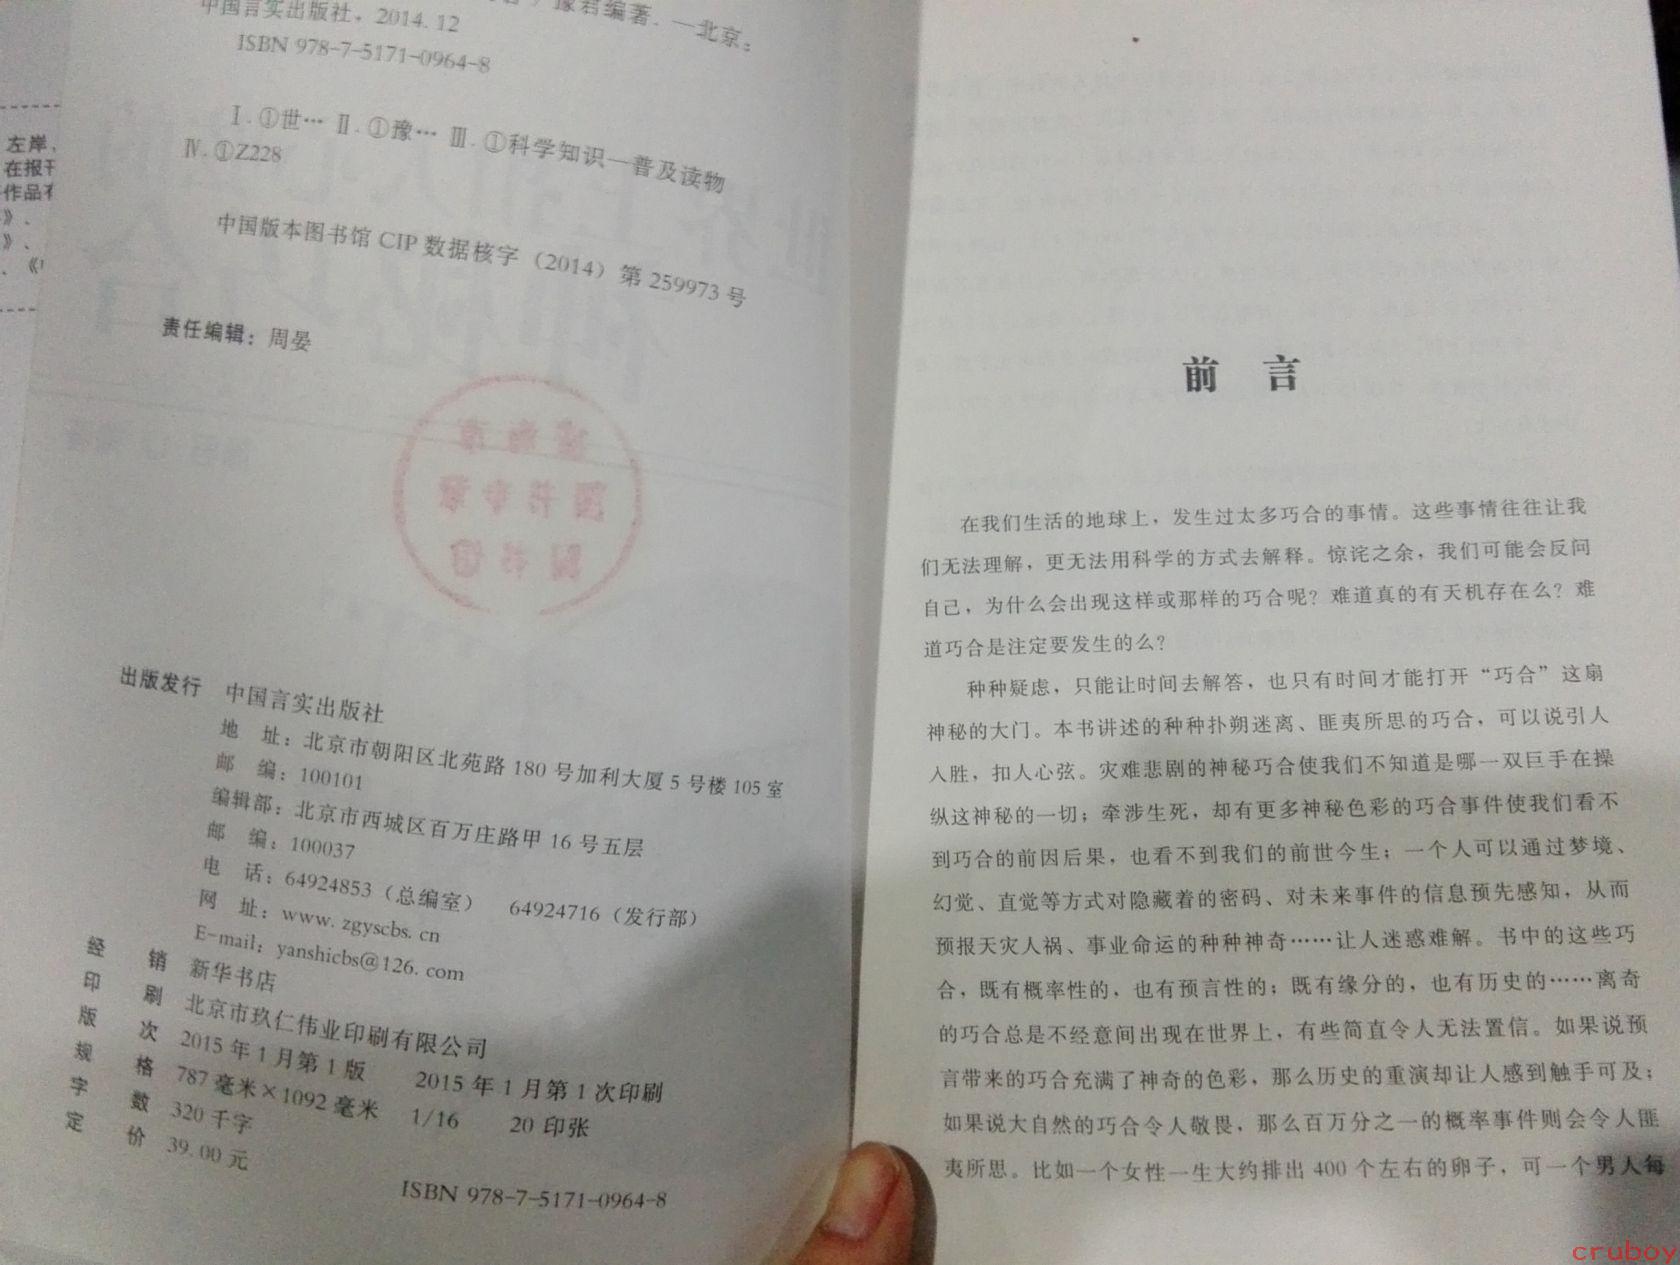 左岸、
在报刊
作品有
》、
》、
、《
豫君编著.—北京：
中国言实出版社，2014.12
ISBN 978-7-5171-0964-8
Ⅰ.①世… Ⅱ.①豫… Ⅲ.①科学知识—普及读物
Ⅳ.①Z228
中国版本图书馆 CIP 数据核字（2014）第 259973 号
责任编辑：周晏
出版发行 中国言实出版社
地 址：北京市朝阳区北苑路 180 号加利大厦 5 号楼 105 室
邮 编：100101
编辑部：北京市西城区百万庄路甲 16 号五层
邮 编：100037
电 话：64924853（总编室） 64924716（发行部）
网 址：www.zgyscbs.cn
E-mail：yanshicbs@126.com
经 销 新华书店
印 刷 北京市玖仁伟业印刷有限公司
版 次 2015 年 1 月第 1 版 2015 年 1 月第 1 次印刷
规 格 787 毫米×1092 毫米 1/16 20 印张
字 数 320 千字
定 价 39.00 元
ISBN 978-7-5171-0964-8
前 言
在我们生活的地球上，发生过太多巧合的事情。这些事情往往让我
们无法理解，更无法用科学的方式去解释。惊诧之余，我们可能会反问
自己，为什么会出现这样或那样的巧合呢？难道真的有天机存在么？难
道巧合是注定要发生的么？
种种疑虑，只能让时间去解答，也只有时间才能打开“巧合”这扇
神秘的大门。本书讲述的种种扑朔迷离、匪夷所思的巧合，可以说引人
入胜，扣人心弦。灾难悲剧的神秘巧合使我们不知道是哪一双巨手在操
纵这神秘的一切；牵涉生死，却有更多神秘色彩的巧合事件使我们看不
到巧合的前因后果，也看不到我们的前世今生；一个人可以通过梦境、
幻觉、直觉等方式对隐藏着的密码、对未来事件的信息预先感知，从而
预报天灾人祸、事业命运的种种神奇……让人迷惑难解。书中的这些巧
合，既有概率性的，也有预言性的；既有缘分的，也有历史的……离奇
的巧合总是不经意间出现在世界上，有些简直令人无法置信。如果说预
言带来的巧合充满了神奇的色彩，那么历史的重演却让人感到触手可及；
如果说大自然的巧合令人敬畏，那么百万分之一的概率事件则会令人匪
夷所思。比如一个女性一生大约排出 400 个左右的卵子，可一个男人每
cruboy